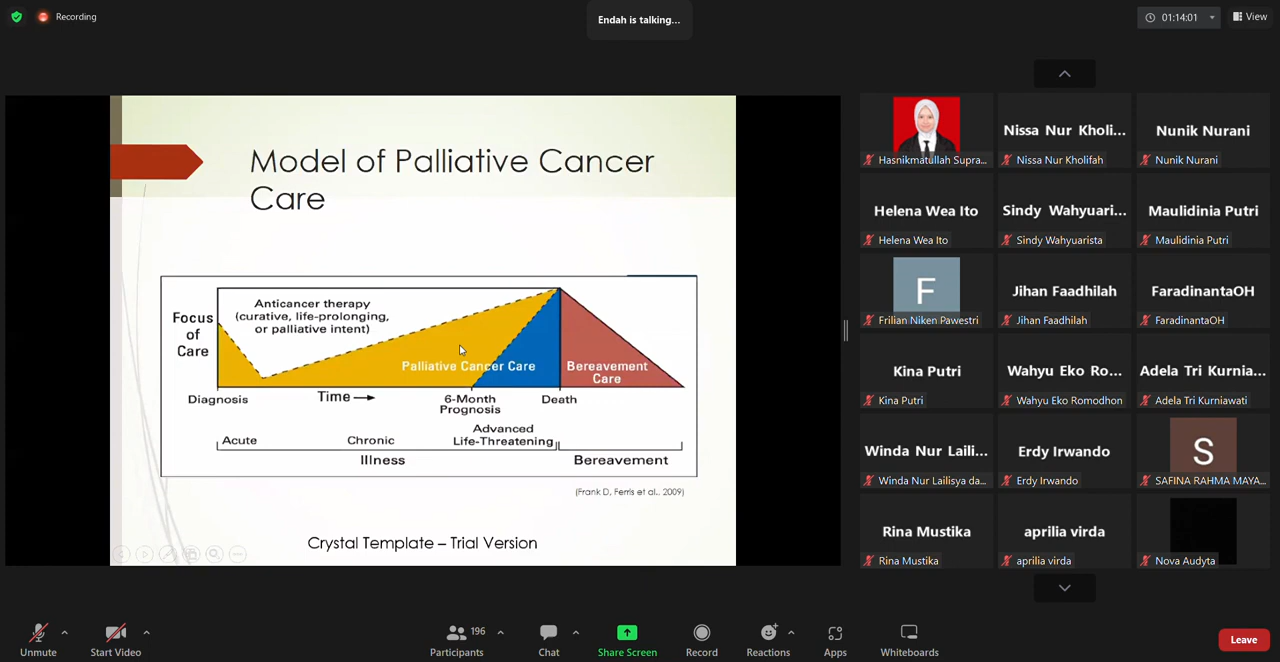 Recording
Endah is talking...
01:14:01
View
Model of Palliative Cancer
Care
Focus
of
Care
Anticancer therapy
(curative, life-prolonging,
or palliative intent)
Palliative Cancer Care
Bereavement
Care
Diagnosis
Time
6-Month
Prognosis
Death
Acute
Chronic
Advanced
Life-Threatening
Illness
Bereavement
(Frank D. Ferris et al., 2009)
Crystal Template – Trial Version
Hasnikmatullah Supra...
Nissa Nur Kholi...
Nissa Nur Kholifah
Nunik Nurani
Nunik Nurani
Helena Wea Ito
Helena Wea Ito
Sindy Wahyuari...
Sindy Wahyuarista
Maulidinia Putri
Maulidinia Putri
F
Frilian Niken Pawestri
Jihan Faadhilah
Jihan Faadhilah
FaradinantaOH
FaradinantaOH
Kina Putri
Kina Putri
Wahyu Eko Ro...
Wahyu Eko Romodhon
Adela Tri Kurnia...
Adela Tri Kurniawati
Winda Nur Laili...
Winda Nur Lailisya da...
Erdy Irwando
Erdy Irwando
S
SAFINA RAHMA MAYA...
Rina Mustika
Rina Mustika
aprilia virda
aprilia virda
Nova Audyta
Unmute
Start Video
196
Participants
Chat
Share Screen
Record
Reactions
Apps
Whiteboards
Leave